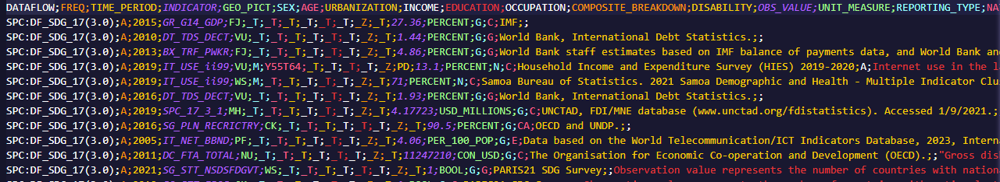 DATAFLOW;FREQ;TIME_PERIOD;INDICATOR;GEO_PICT;SEX;AGE;URBANIZATION;INCOME;EDUCATION;OCCUPATION;COMPOSITE_BREAKDOWN;DISABILITY;OBS_VALUE;UNIT_MEASURE;REPORTING_TYPE;NA
SPC:DF_SDG_17(3.0);A;2015;GR_G14_GDP;FJ;_T;_T;_T;_T;_T;_T;_Z;_T;27.36;PERCENT;G;C;IMF;;
SPC:DF_SDG_17(3.0);A;2010;DT_TDS_DECT;VU;_T;_T;_T;_T;_T;_T;_Z;_T;1.44;PERCENT;G;G;World Bank, International Debt Statistics.;;
SPC:DF_SDG_17(3.0);A;2013;BX_TRF_PWKR;FJ;_T;_T;_T;_T;_T;_T;_Z;_T;4.86;PERCENT;G;G;World Bank staff estimates based on IMF balance of payments data, and World Bank an
SPC:DF_SDG_17(3.0);A;2019;IT_USE_ii99;VU;M;Y55T64;_T;_T;_T;_T;_Z;PD;13.1;PERCENT;N;C;Household Income and Expenditure Survey (HIES) 2019-2020;A;Internet use in the l
SPC:DF_SDG_17(3.0);A;2019;IT_USE_ii99;WS;M;_T;_T;_T;_T;_T;_Z;_T;71;PERCENT;N;C;Samoa Bureau of Statistics. 2021 Samoa Demographic and Health - Multiple Indicator Clu
SPC:DF_SDG_17(3.0);A;2016;DT_TDS_DECT;VU;_T;_T;_T;_T;_T;_T;_Z;_T;1.93;PERCENT;G;G;World Bank, International Debt Statistics.;;
SPC:DF_SDG_17(3.0);A;2019;SPC_17_3_1;MH;_T;_T;_T;_T;_T;_T;_Z;_T;4.17723;USD_MILLIONS;G;C;UNCTAD, FDI/MNE database (www.unctad.org/fdistatistics). Accessed 1/9/2021.;
SPC:DF_SDG_17(3.0);A;2016;SG_PLN_RECRICTRY;CK;_T;_T;_T;_T;_T;_T;_Z;_T;90.5;PERCENT;G;CA;OECD and UNDP.;;
SPC:DF_SDG_17(3.0);A;2005;IT_NET_BBND;PF;_T;_T;_T;_T;_T;_T;_Z;_T;4.06;PER_100_POP;G;E;Data based on the World Telecommunication/ICT Indicators Database, 2023, Intern
SPC:DF_SDG_17(3.0);A;2011;DC_FTA_TOTAL;NU;_T;_T;_T;_T;_T;_T;_Z;_T;11247210;CON_USD;G;C;The Organisation for Economic Co-operation and Development (OECD).;;"Gross dis
SPC:DF_SDG_17(3.0);A;2021;SG_STT_NSDSFDGVT;WS;_T;_T;_T;_T;_T;_T;_Z;_T;1;BOOL;G;G;PARIS21 SDG Survey;;Observation value represents the number of countries with nation